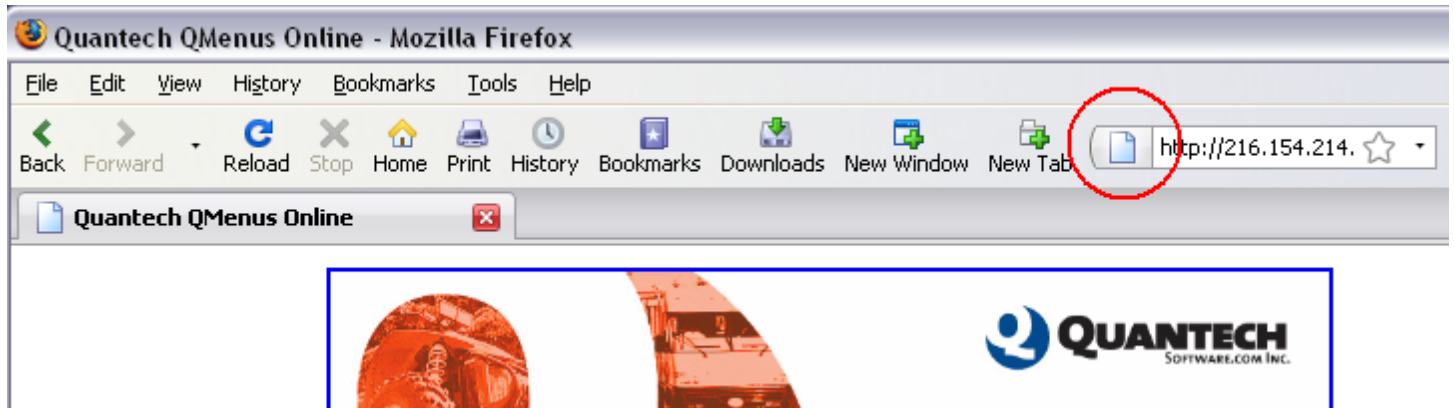 Quantech QMenus Online - Mozilla Firefox
File Edit View History Bookmarks Tools Help
Back Forward Reload Stop Home Print History Bookmarks Downloads New Window New Tab http://216.154.214.
Quantech QMenus Online
QUANTECH
SOFTWARE.COM INC.